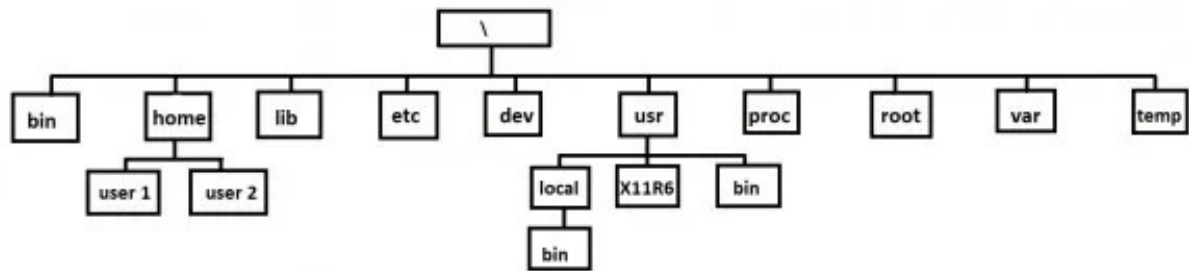 \
bin home lib etc dev usr proc root var temp
user 1 user 2 local X11R6 bin
bin